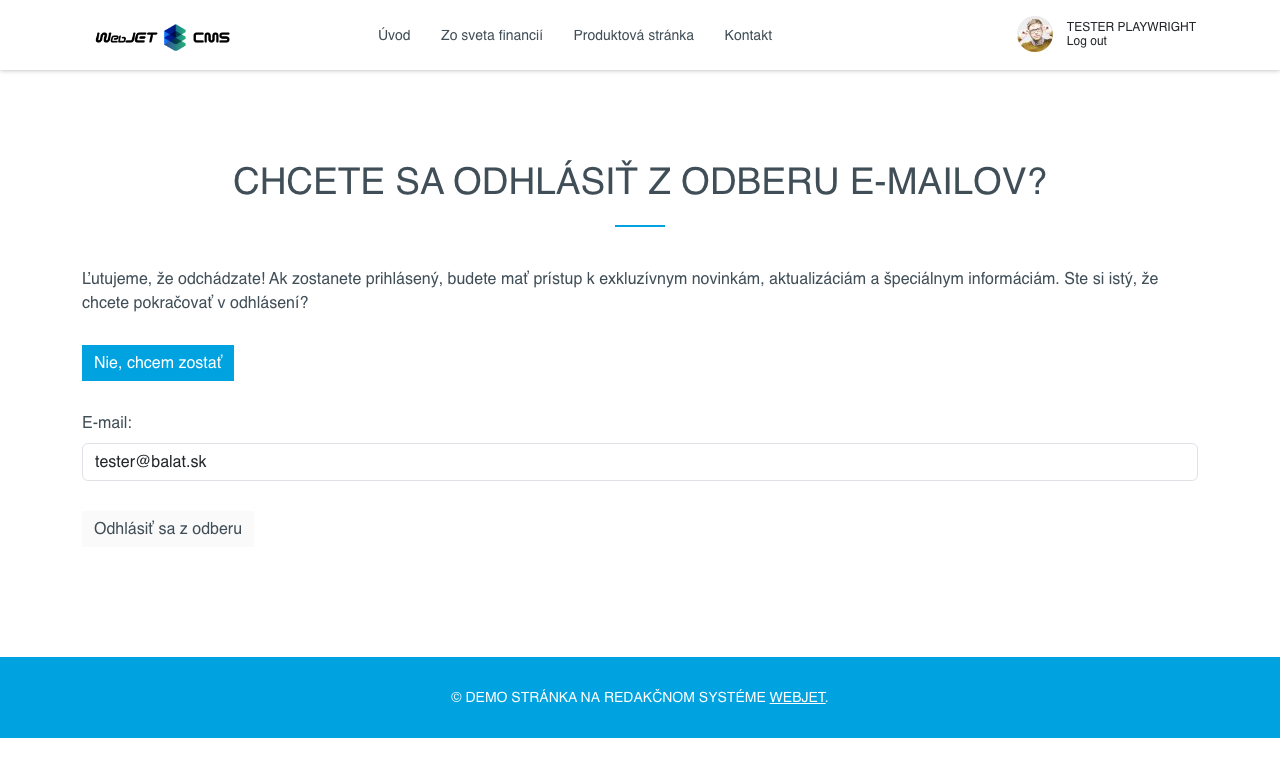 WebJET CMS
Úvod
Zo sveta financií
Produktová stránka
Kontakt
TESTER PLAYWRIGHT
Log out
CHCETE SA ODHLÁSIŤ Z ODBERU E-MAILOV?
Ľutujeme, že odchádzate! Ak zostanete prihlásený, budete mať prístup k exkluzívnym novinkám, aktualizáciám a špeciálnym informáciám. Ste si istý, že
chcete pokračovať v odhlásení?
Nie, chcem zostať
E-mail:
tester@balat.sk
Odhlásiť sa z odberu
© DEMO STRÁNKA NA REDAKČNOM SYSTÉME WEBJET.